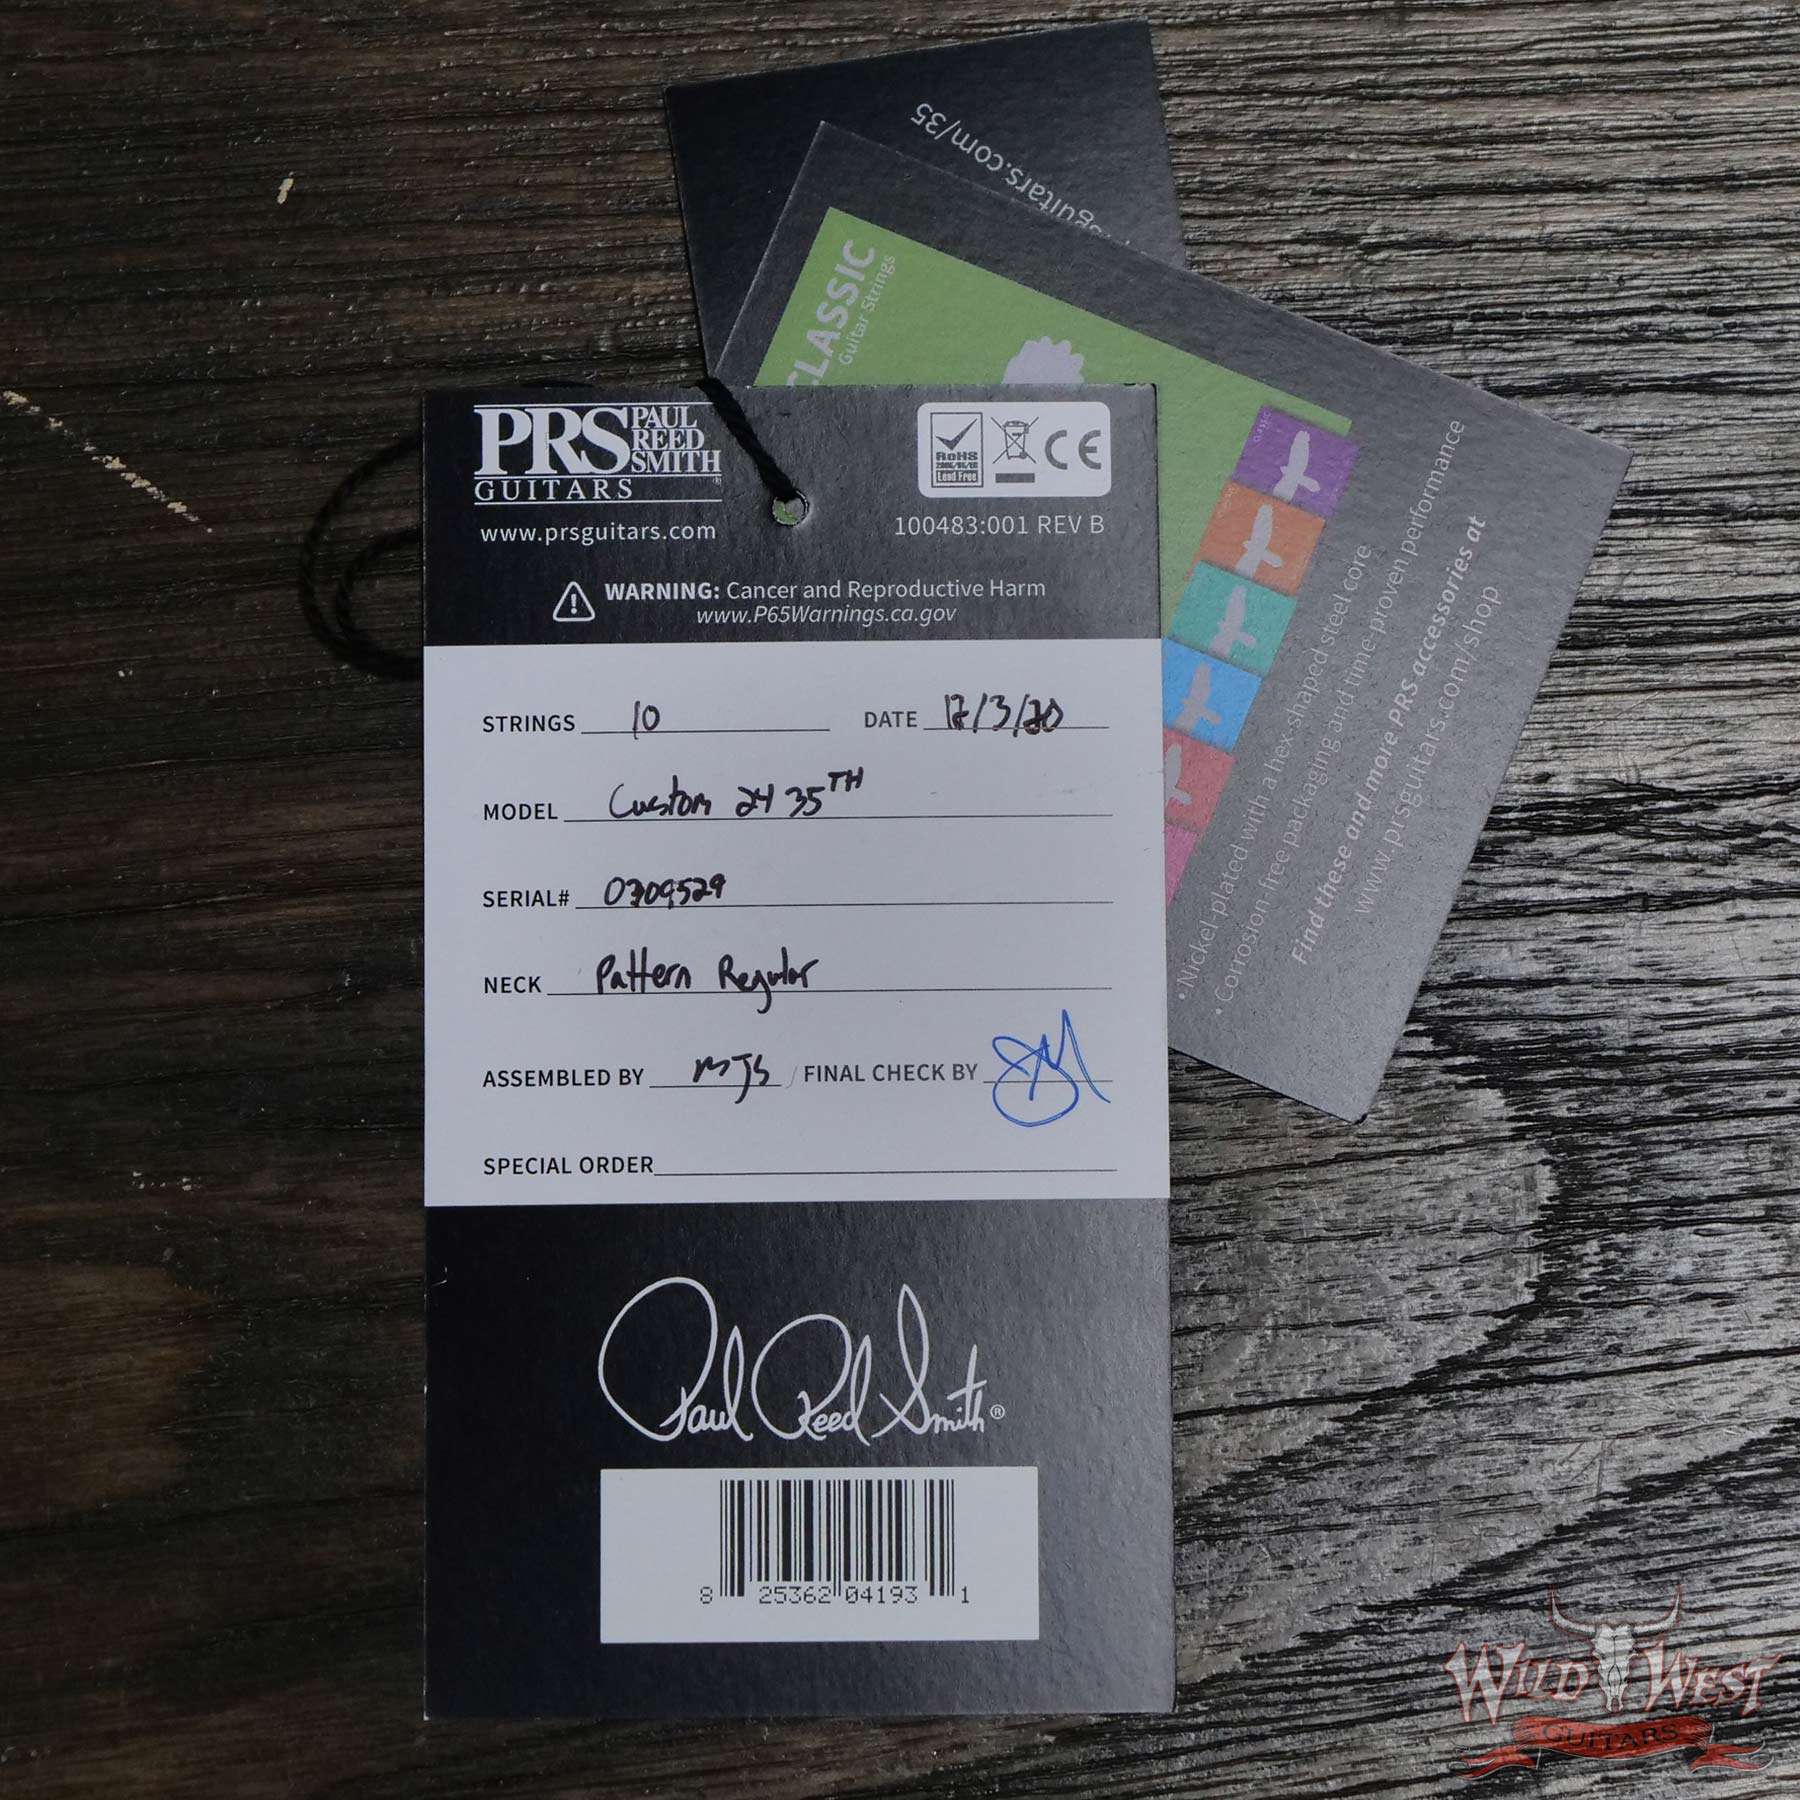 prsguitars.com/35
CLASSIC
Guitar Strings
• Nickel-plated with a hex-shaped steel core
• Corrosion-free packaging and time-proven performance
Find these and more PRS accessories at
www.prsguitars.com/shop
PRS PAUL
REED
SMITH
GUITARS
www.prsguitars.com
RoHS
2006/95/EC
Lead Free
CE
100483:001 REV B
WARNING: Cancer and Reproductive Harm
www.P65Warnings.ca.gov
STRINGS 10 DATE 12/3/20
MODEL Custom 24 35TH
SERIAL# 0309529
NECK Pattern Regular
ASSEMBLED BY MJS / FINAL CHECK BY
SPECIAL ORDER
Paul Reed Smith®
8 25362 04193 1
WILD WEST
GUITARS